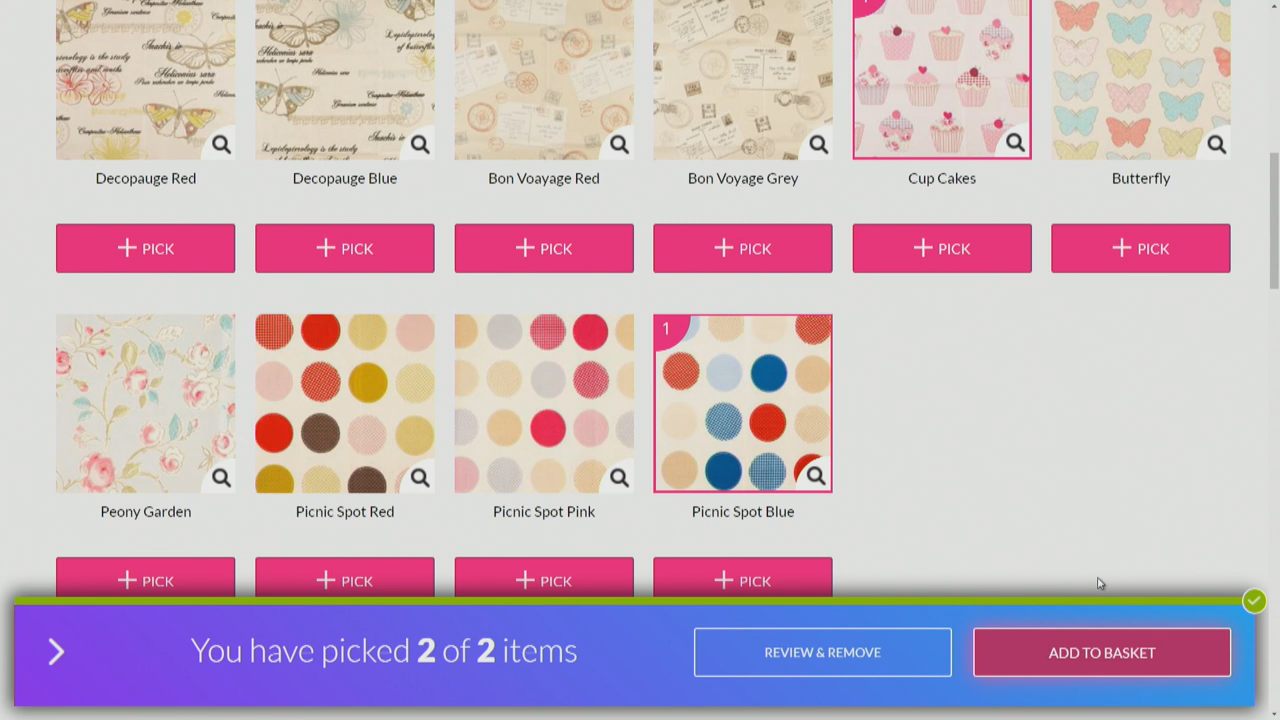 Decopauge Red
Decopauge Blue
Bon Voayage Red
Bon Voyage Grey
Cup Cakes
Butterfly
PICK
PICK
PICK
PICK
PICK
PICK
1
Peony Garden
Picnic Spot Red
Picnic Spot Pink
Picnic Spot Blue
PICK
PICK
PICK
PICK
You have picked 2 of 2 items
REVIEW & REMOVE
ADD TO BASKET